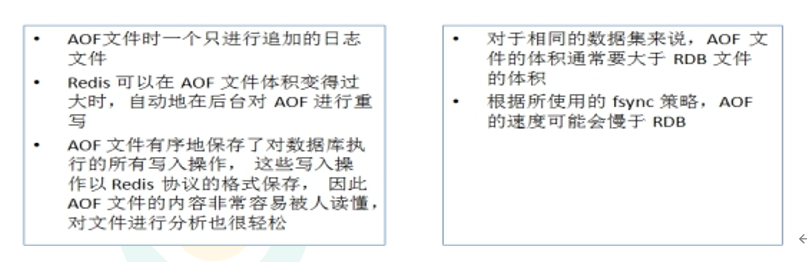 • AOF文件时一个只进行追加的日志
文件
• Redis 可以在 AOF 文件体积变得过
大时，自动地在后台对 AOF 进行重
写
• AOF 文件有序地保存了对数据库执
行的所有写入操作， 这些写入操
作以 Redis 协议的格式保存， 因此
AOF 文件的内容非常容易被人读懂，
对文件进行分析也很轻松
• 对于相同的数据集来说，AOF 文
件的体积通常要大于 RDB 文件
的体积
• 根据所使用的 fsync 策略，AOF
的速度可能会慢于 RDB